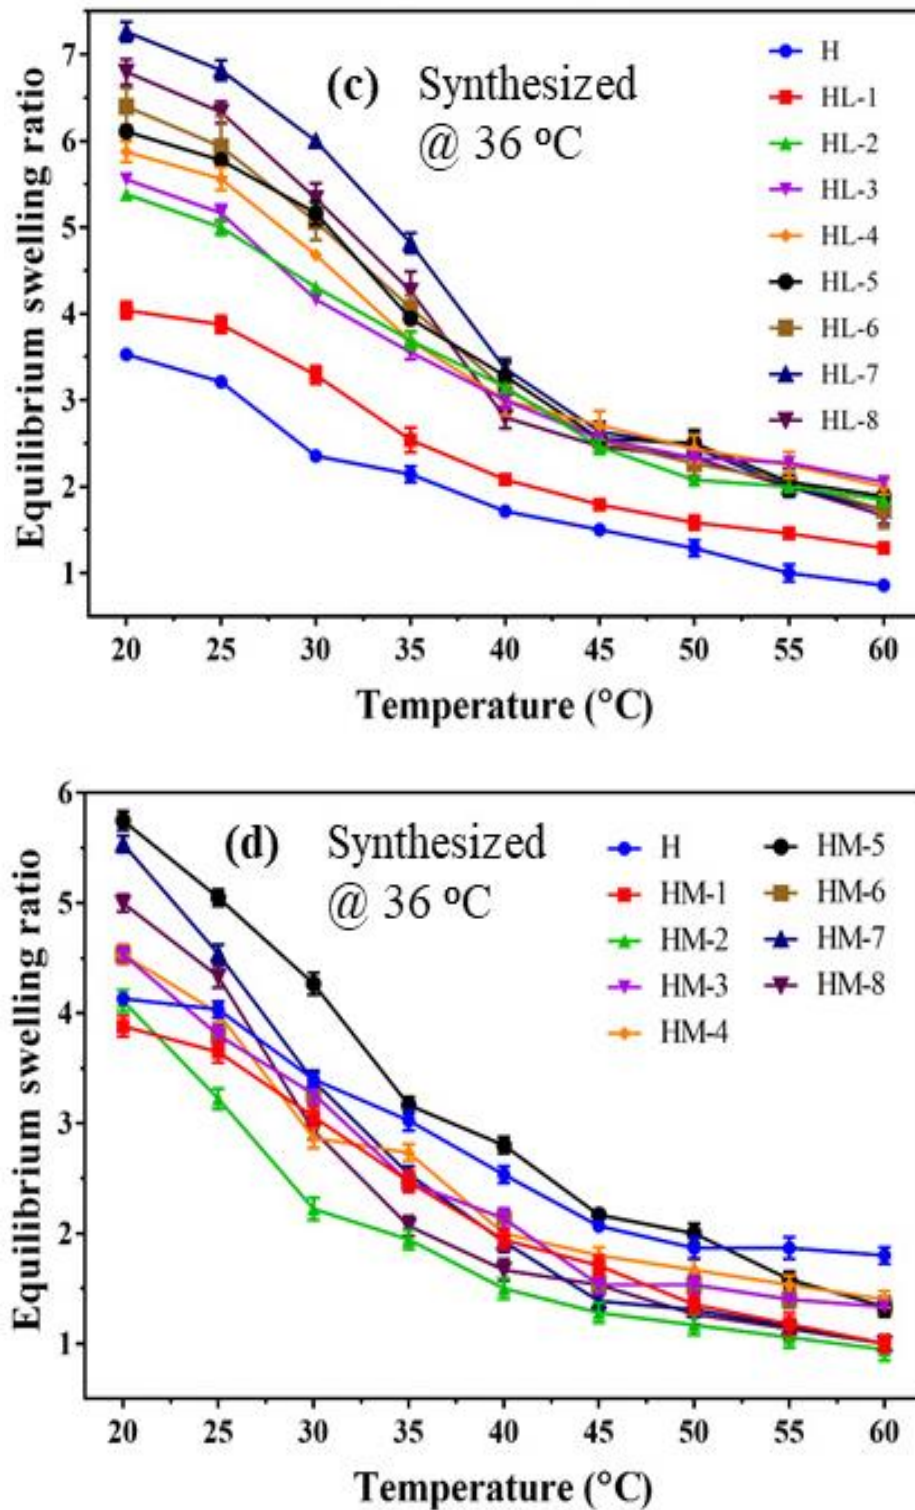 (c) Synthesized
@ 36 ºC
H
HL-1
HL-2
HL-3
HL-4
HL-5
HL-6
HL-7
HL-8
Equilibrium swelling ratio
7
6
5
4
3
2
1
20 25 30 35 40 45 50 55 60
Temperature (°C)
(d) Synthesized
@ 36 ºC
H HM-5
HM-1 HM-6
HM-2 HM-7
HM-3 HM-8
HM-4
Equilibrium swelling ratio
6
5
4
3
2
1
20 25 30 35 40 45 50 55 60
Temperature (°C)